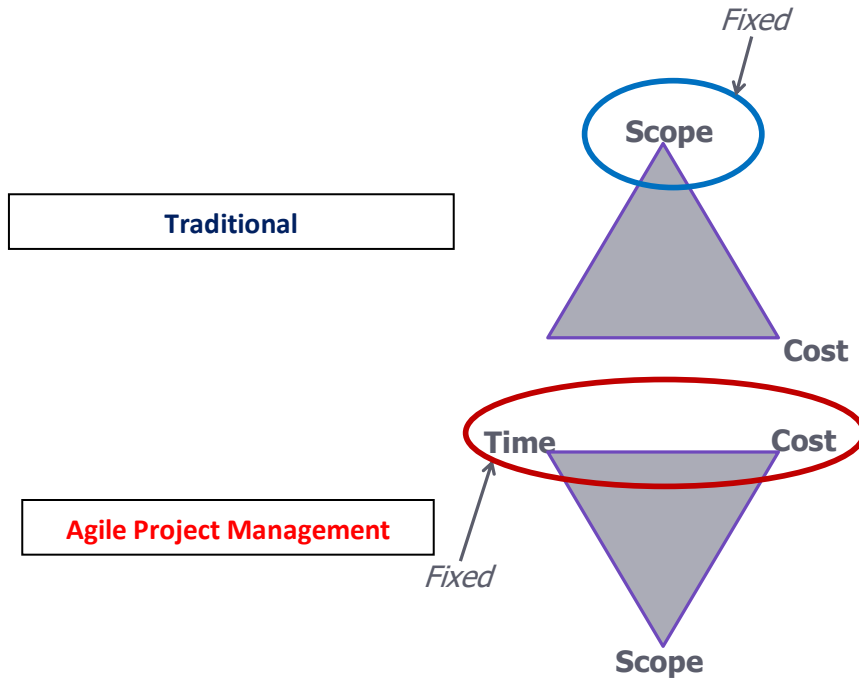 Fixed
Scope
Traditional
Cost
Time
Cost
Agile Project Management
Fixed
Scope